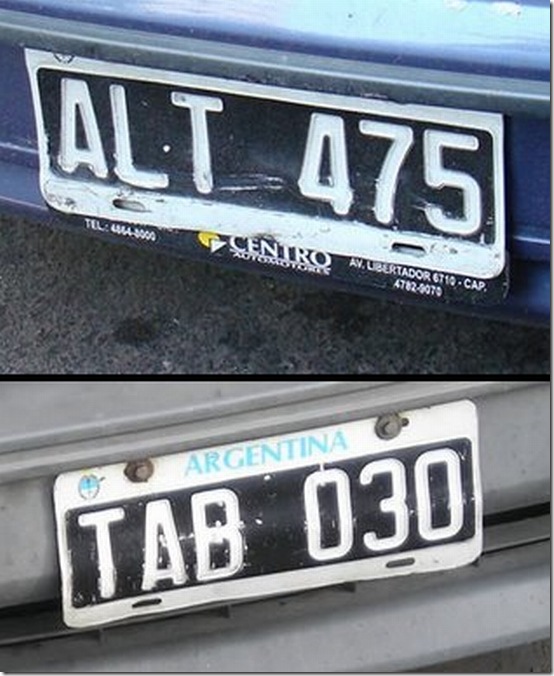 ALT 475
TEL.: 4864-8000
CENTRO
AUTOMOTORES
AV. LIBERTADOR 6710 - CAP.
4782-9070
ARGENTINA
TAB 030